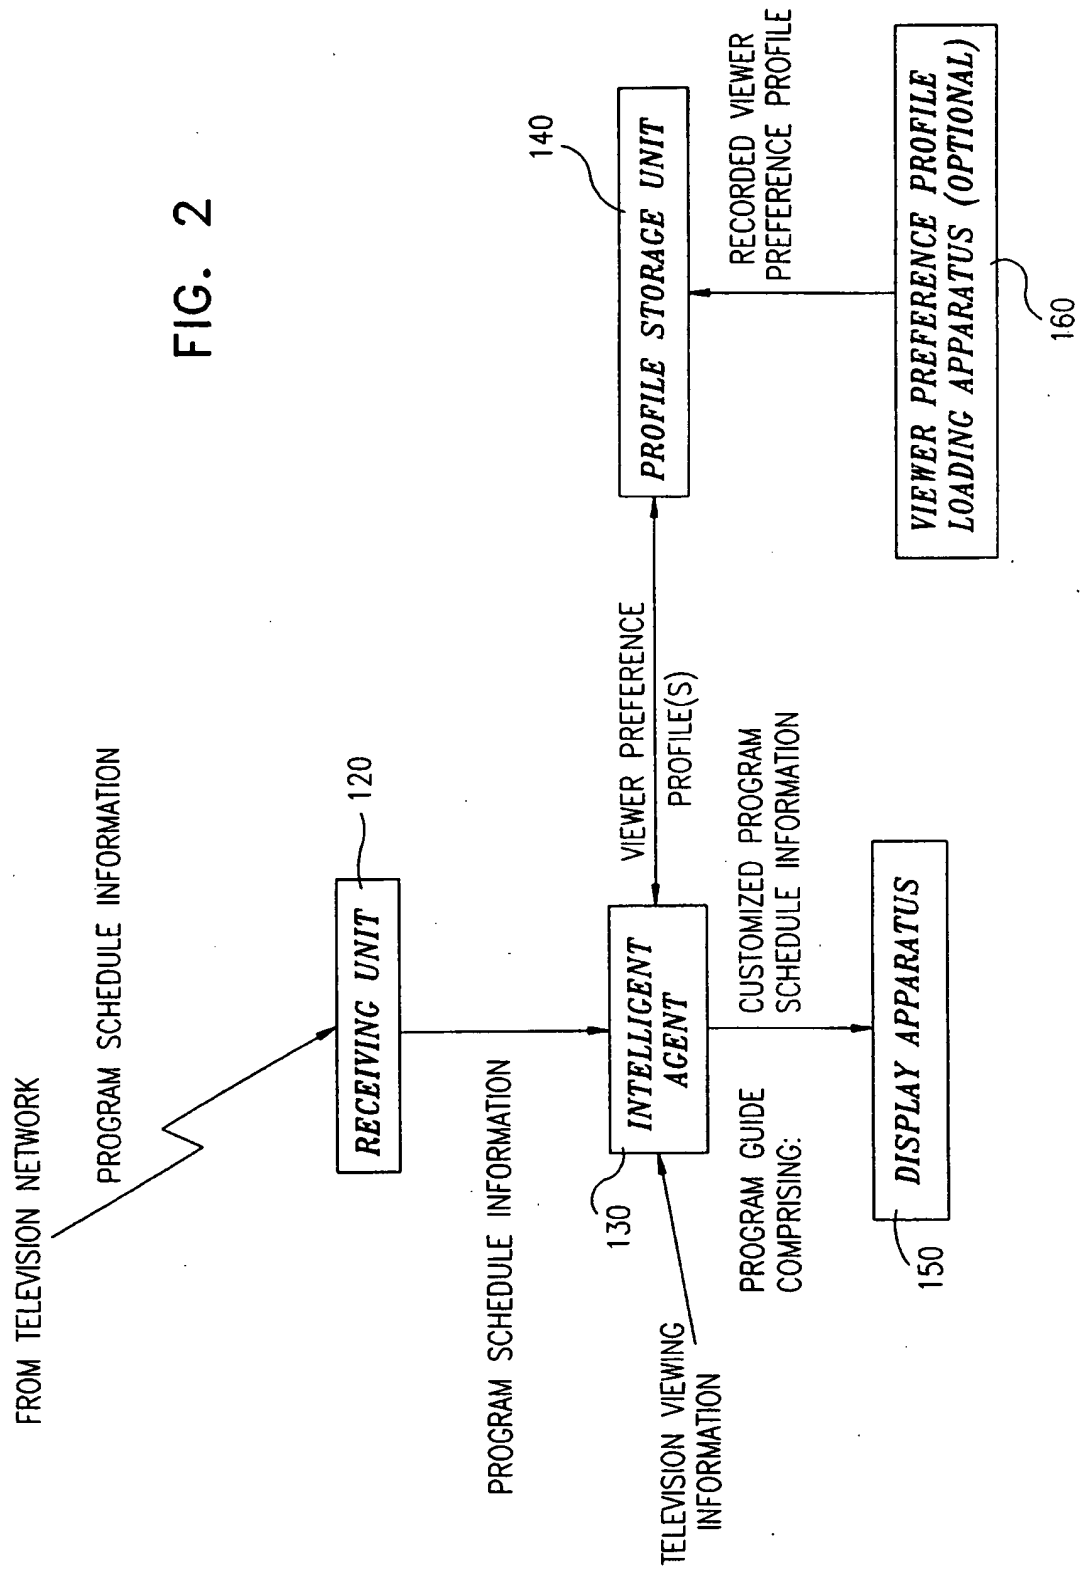 FIG. 2
FROM TELEVISION NETWORK
PROGRAM SCHEDULE INFORMATION
RECEIVING UNIT
120
PROGRAM SCHEDULE INFORMATION
INTELLIGENT
AGENT
130
TELEVISION VIEWING
INFORMATION
VIEWER PREFERENCE
PROFILE(S)
PROFILE STORAGE UNIT
140
RECORDED VIEWER
PREFERENCE PROFILE
PROGRAM GUIDE
COMPRISING:
CUSTOMIZED PROGRAM
SCHEDULE INFORMATION
DISPLAY APPARATUS
150
VIEWER PREFERENCE PROFILE
LOADING APPARATUS (OPTIONAL)
160